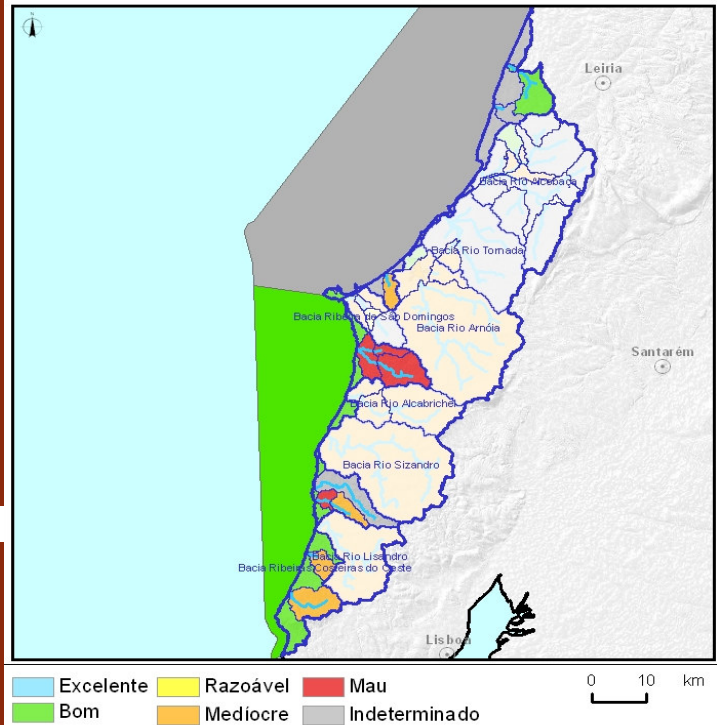 N
Leiria
Bacia Rio Alcobaça
Bacia Rio Tornada
Bacia Ribeira de São Domingos
Bacia Rio Arnóia
Santarém
Bacia Rio Alcabrichel
Bacia Rio Sizandro
Bacia Rio Lisandro
Bacia Ribeiras Costeiras do Oeste
Lisboa
Excelente Razoável Mau 0 10 km
Bom Medíocre Indeterminado